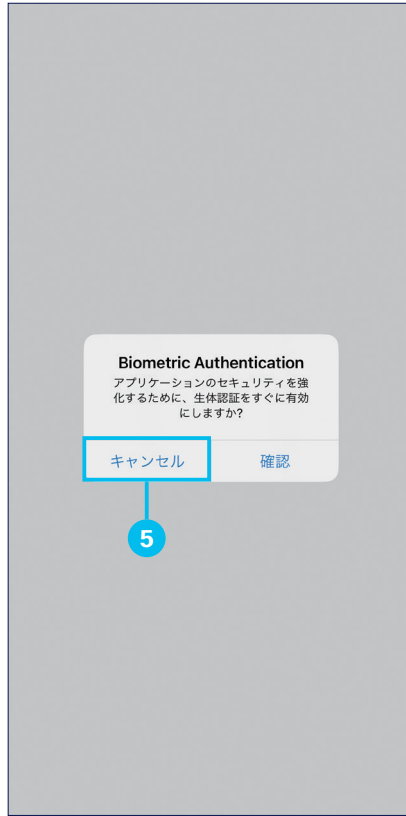 Biometric Authentication
アプリケーションのセキュリティを強
化するために、生体認証をすぐに有効
にしますか?
キャンセル 確認
5